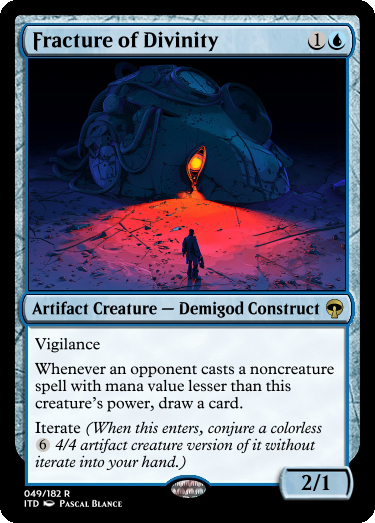 Fracture of Divinity 1
Artifact Creature — Demigod Construct
Vigilance
Whenever an opponent casts a noncreature
spell with mana value lesser than this
creature's power, draw a card.
Iterate (When this enters, conjure a colorless
6 4/4 artifact creature version of it without
iterate into your hand.)
2/1
049/182 R
ITD Pascal Blance